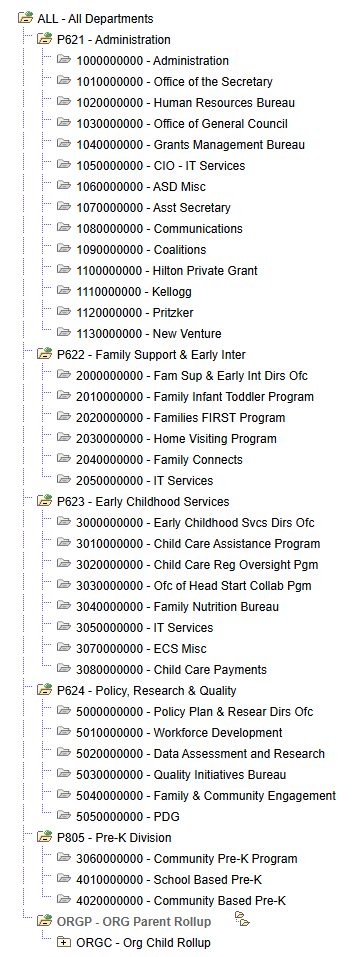 ALL - All Departments
P621 - Administration
1000000000 - Administration
1010000000 - Office of the Secretary
1020000000 - Human Resources Bureau
1030000000 - Office of General Council
1040000000 - Grants Management Bureau
1050000000 - CIO - IT Services
1060000000 - ASD Misc
1070000000 - Asst Secretary
1080000000 - Communications
1090000000 - Coalitions
1100000000 - Hilton Private Grant
1110000000 - Kellogg
1120000000 - Pritzker
1130000000 - New Venture
P622 - Family Support & Early Inter
2000000000 - Fam Sup & Early Int Dirs Ofc
2010000000 - Family Infant Toddler Program
2020000000 - Families FIRST Program
2030000000 - Home Visiting Program
2040000000 - Family Connects
2050000000 - IT Services
P623 - Early Childhood Services
3000000000 - Early Childhood Svcs Dirs Ofc
3010000000 - Child Care Assistance Program
3020000000 - Child Care Reg Oversight Pgm
3030000000 - Ofc of Head Start Collab Pgm
3040000000 - Family Nutrition Bureau
3050000000 - IT Services
3070000000 - ECS Misc
3080000000 - Child Care Payments
P624 - Policy, Research & Quality
5000000000 - Policy Plan & Resear Dirs Ofc
5010000000 - Workforce Development
5020000000 - Data Assessment and Research
5030000000 - Quality Initiatives Bureau
5040000000 - Family & Community Engagement
5050000000 - PDG
P805 - Pre-K Division
3060000000 - Community Pre-K Program
4010000000 - School Based Pre-K
4020000000 - Community Based Pre-K
ORGP - ORG Parent Rollup
ORGC - Org Child Rollup